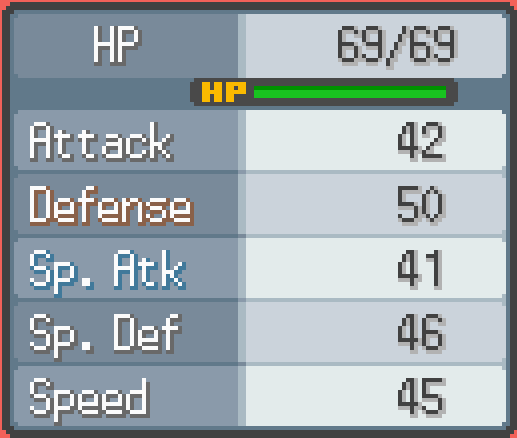 HP 69/69
HP
Attack 42
Defense 50
Sp. Atk 41
Sp. Def 46
Speed 45